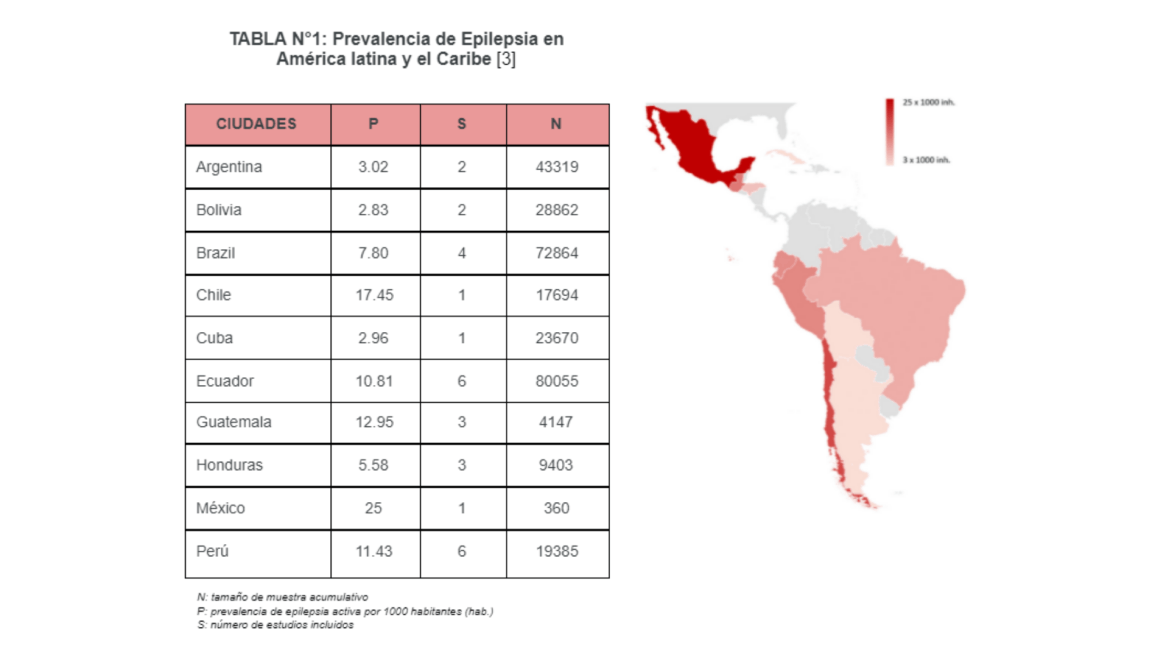 TABLA N°1: Prevalencia de Epilepsia en
América latina y el Caribe [3]
CIUDADES P S N
Argentina 3.02 2 43319
Bolivia 2.83 2 28862
Brazil 7.80 4 72864
Chile 17.45 1 17694
Cuba 2.96 1 23670
Ecuador 10.81 6 80055
Guatemala 12.95 3 4147
Honduras 5.58 3 9403
México 25 1 360
Perú 11.43 6 19385
N: tamaño de muestra acumulativo
P: prevalencia de epilepsia activa por 1000 habitantes (hab.)
S: número de estudios incluidos
25 x 1000 inh.
3 x 1000 inh.